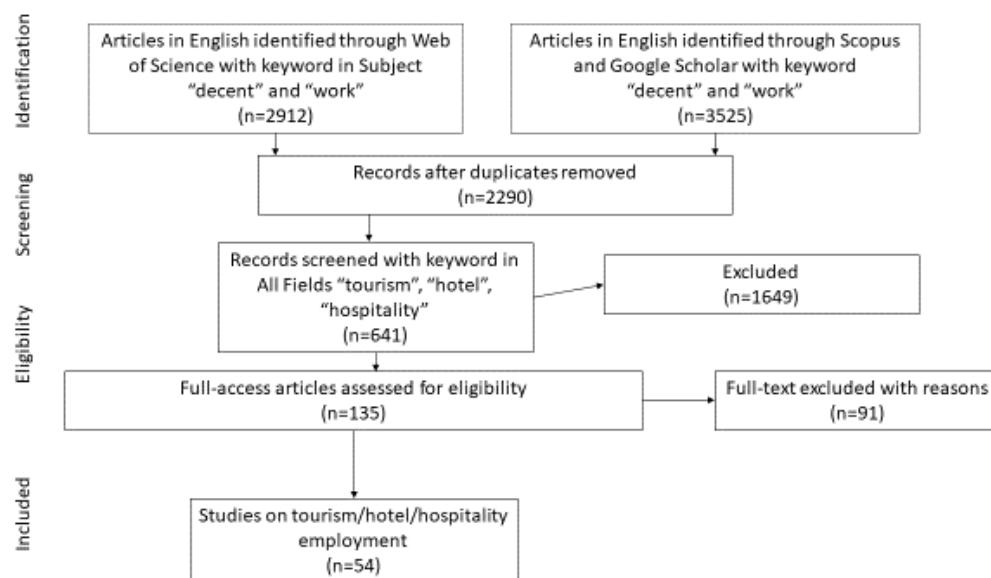 Identification
Articles in English identified through Web
of Science with keyword in Subject
“decent” and “work”
(n=2912)
Articles in English identified through Scopus
and Google Scholar with keyword
“decent” and “work”
(n=3525)
Screening
Records after duplicates removed
(n=2290)
Records screened with keyword in
All Fields “tourism”, “hotel”,
“hospitality”
(n=641)
Excluded
(n=1649)
Eligibility
Full-access articles assessed for eligibility
(n=135)
Full-text excluded with reasons
(n=91)
Included
Studies on tourism/hotel/hospitality
employment
(n=54)